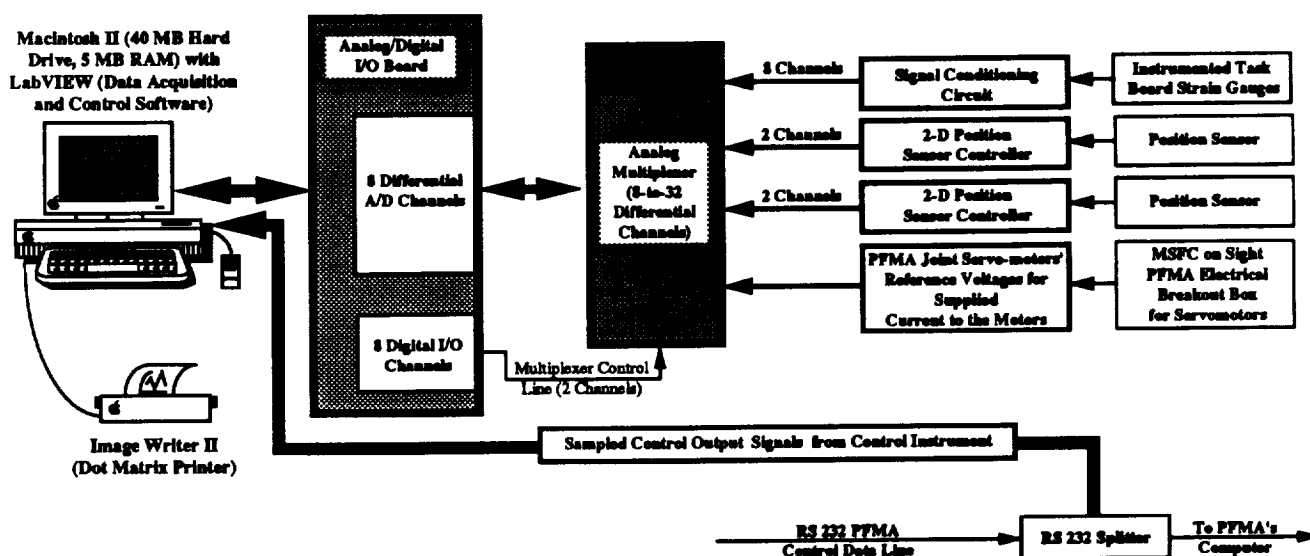 Macintosh II (40 MB Hard
Drive, 5 MB RAM) with
LabVIEW (Data Acquisition
and Control Software)
Image Writer II
(Dot Matrix Printer)
Analog/Digital
I/O Board
8 Differential
A/D Channels
8 Digital I/O
Channels
Multiplexer Control
Line (2 Channels)
Analog
Multiplexer
(8-to-32
Differential
Channels)
8 Channels
Signal Conditioning
Circuit
Instrumented Task
Board Strain Gauges
2 Channels
2-D Position
Sensor Controller
Position Sensor
2 Channels
2-D Position
Sensor Controller
Position Sensor
PFMA Joint Servo-motors'
Reference Voltages for
Supplied
Current to the Motors
MSFC on Sight
PFMA Electrical
Breakout Box
for Servomotors
Sampled Control Output Signals from Control Instrument
RS 232 PFMA
Control Data Line
RS 232 Splitter
To PFMA's
Computer